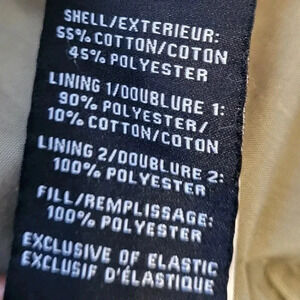 SHELL/EXTERIEUR:
55% COTTON/COTON
45% POLYESTER
LINING 1/DOUBLURE 1:
90% POLYESTER/
10% COTTON/COTON
LINING 2/DOUBLURE 2:
100% POLYESTER
FILL/REMPLISSAGE:
100% POLYESTER
EXCLUSIVE OF ELASTIC
EXCLUSIF D'ÉLASTIQUE